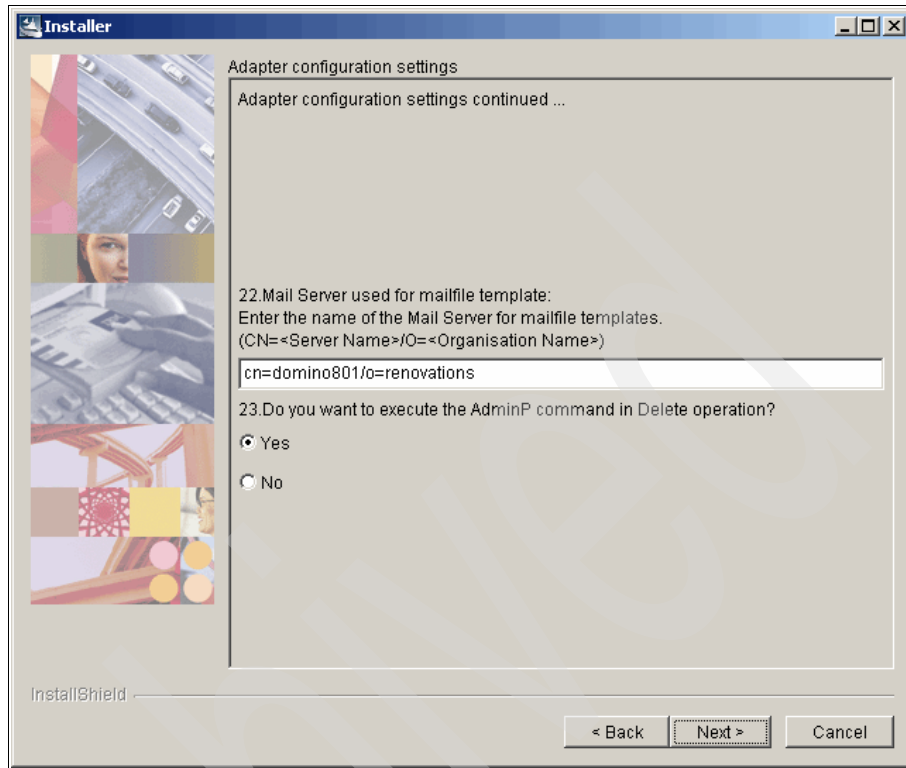 Installer
Adapter configuration settings
Adapter configuration settings continued ...
22.Mail Server used for mailfile template:
Enter the name of the Mail Server for mailfile templates.
(CN=<Server Name>/O=<Organisation Name>)
cn=domino801/o=renovations
23.Do you want to execute the AdminP command in Delete operation?
Yes
No
InstallShield
< Back Next > Cancel